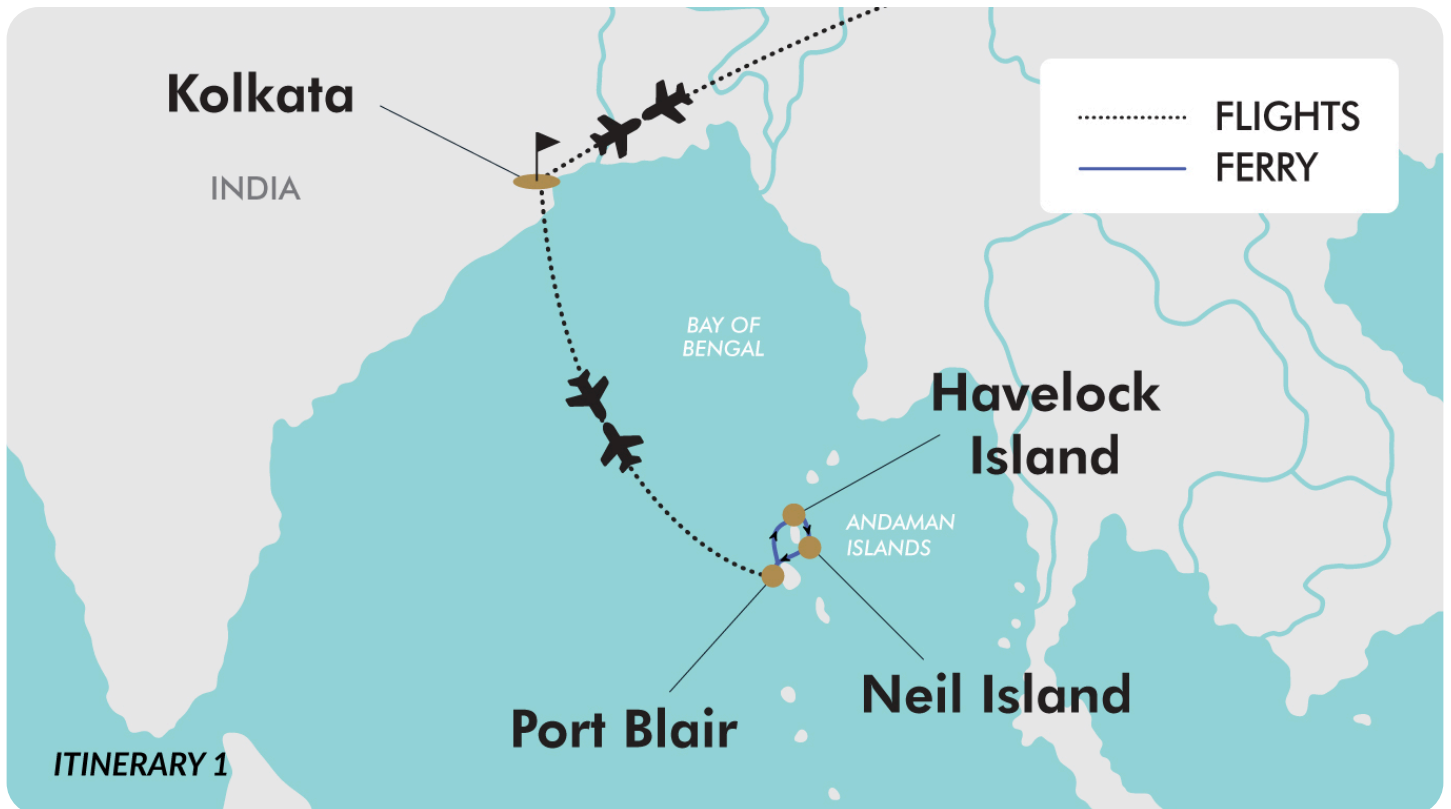 Kolkata
INDIA
FLIGHTS
FERRY
BAY OF
BENGAL
Havelock
Island
ANDAMAN
ISLANDS
Neil Island
Port Blair
ITINERARY 1